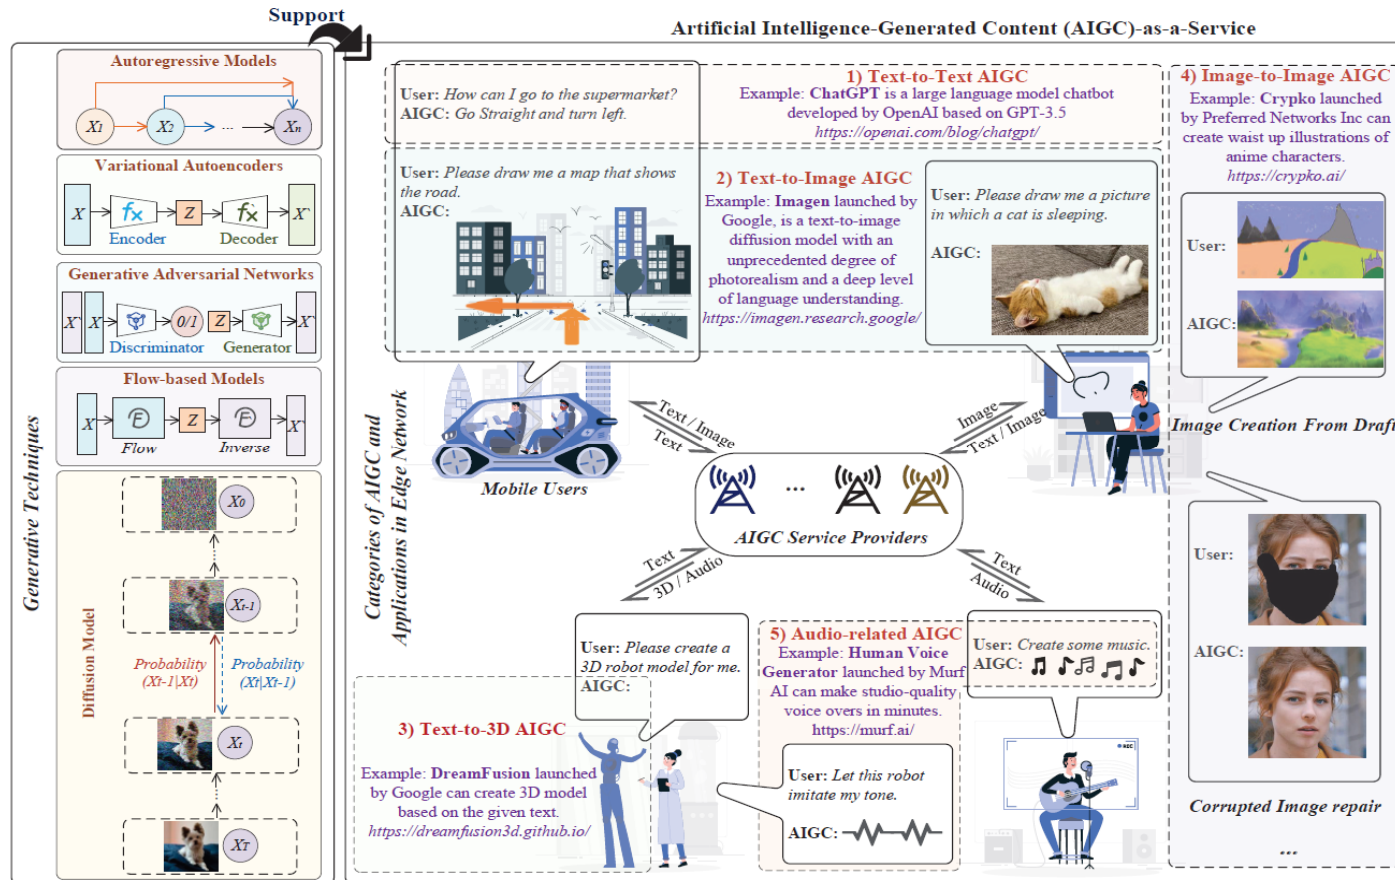 Support
Artificial Intelligence-Generated Content (AIGC)-as-a-Service
Generative Techniques
Autoregressive Models
X1
X2
...
Xn
Variational Autoencoders
X
fx
Z
fx
X`
Encoder
Decoder
Generative Adversarial Networks
X`
X
0/1
Z
X`
Discriminator
Generator
Flow-based Models
X
Z
X`
Flow
Inverse
Diffusion Model
X0
Xt-1
Probability
(Xt-1|Xt)
Probability
(Xt|Xt-1)
Xt
XT
Categories of AIGC and
Applications in Edge Network
User: How can I go to the supermarket?
AIGC: Go Straight and turn left.
1) Text-to-Text AIGC
Example: ChatGPT is a large language model chatbot
developed by OpenAI based on GPT-3.5
https://openai.com/blog/chatgpt/
User: Please draw me a map that shows
the road.
AIGC:
2) Text-to-Image AIGC
Example: Imagen launched by
Google, is a text-to-image
diffusion model with an
unprecedented degree of
photorealism and a deep level
of language understanding.
https://imagen.research.google/
User: Please draw me a picture
in which a cat is sleeping.
AIGC:
4) Image-to-Image AIGC
Example: Crypko launched
by Preferred Networks Inc can
create waist up illustrations of
anime characters.
https://crypko.ai/
User:
AIGC:
Image Creation From Draft
User:
AIGC:
Corrupted Image repair
...
Mobile Users
Text / Image
Text
Image
Text / Image
...
AIGC Service Providers
Text
3D / Audio
Text
Audio
User: Please create a
3D robot model for me.
AIGC:
3) Text-to-3D AIGC
Example: DreamFusion launched
by Google can create 3D model
based on the given text.
https://dreamfusion3d.github.io/
5) Audio-related AIGC
Example: Human Voice
Generator launched by Murf
AI can make studio-quality
voice overs in minutes.
https://murf.ai/
User: Create some music.
AIGC:
User: Let this robot
imitate my tone.
AIGC:
REC